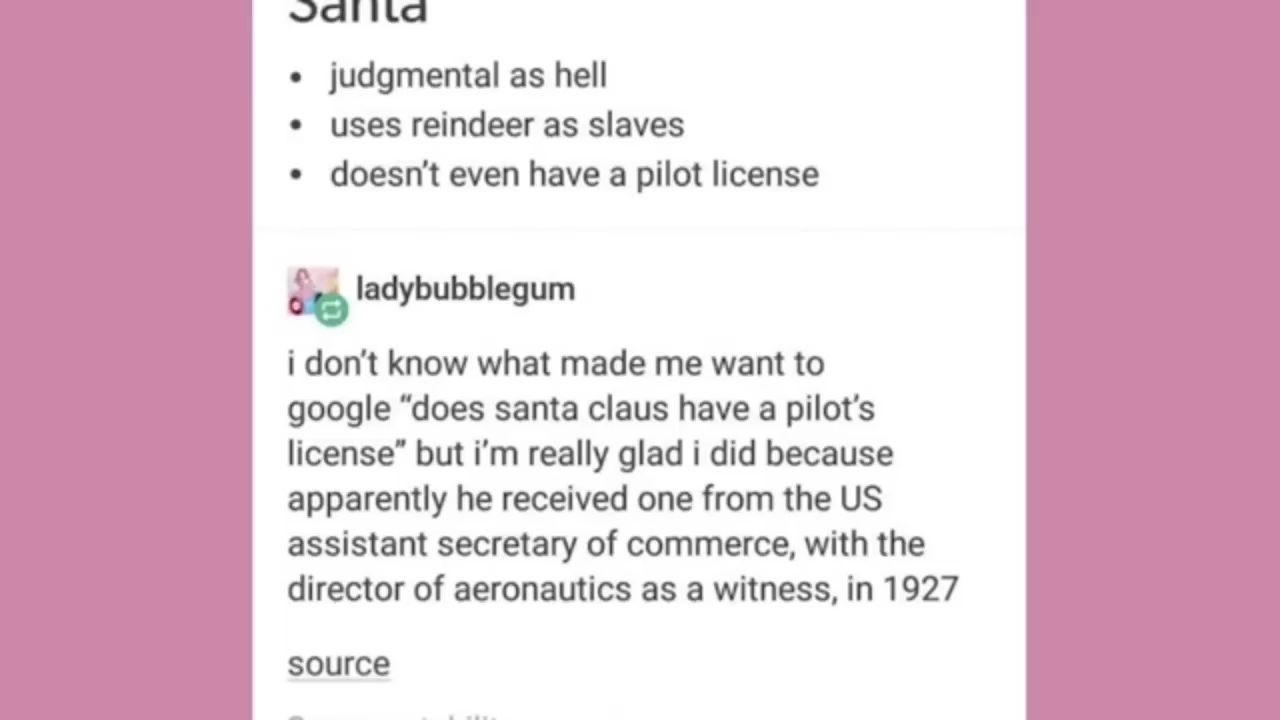 Santa
• judgmental as hell
• uses reindeer as slaves
• doesn’t even have a pilot license
ladybubblegum
i don’t know what made me want to
google “does santa claus have a pilot’s
license” but i’m really glad i did because
apparently he received one from the US
assistant secretary of commerce, with the
director of aeronautics as a witness, in 1927
source